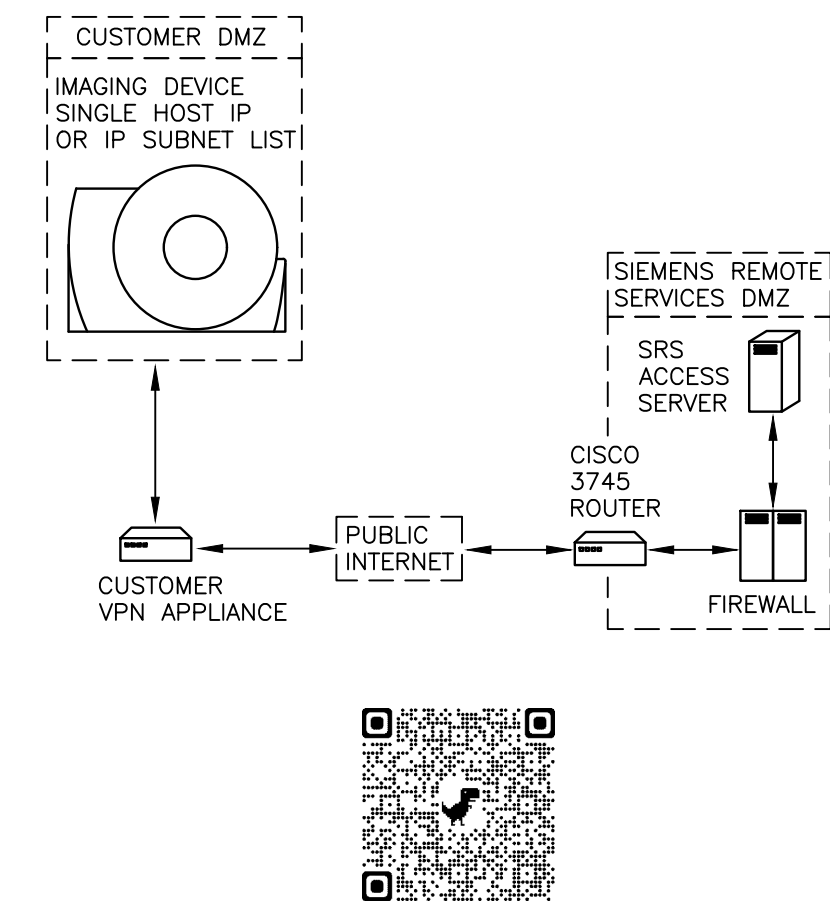 CUSTOMER DMZ
IMAGING DEVICE
SINGLE HOST IP
OR IP SUBNET LIST
SIEMENS REMOTE
SERVICES DMZ
SRS
ACCESS
SERVER
CISCO
3745
ROUTER
PUBLIC
INTERNET
CUSTOMER
VPN APPLIANCE
FIREWALL